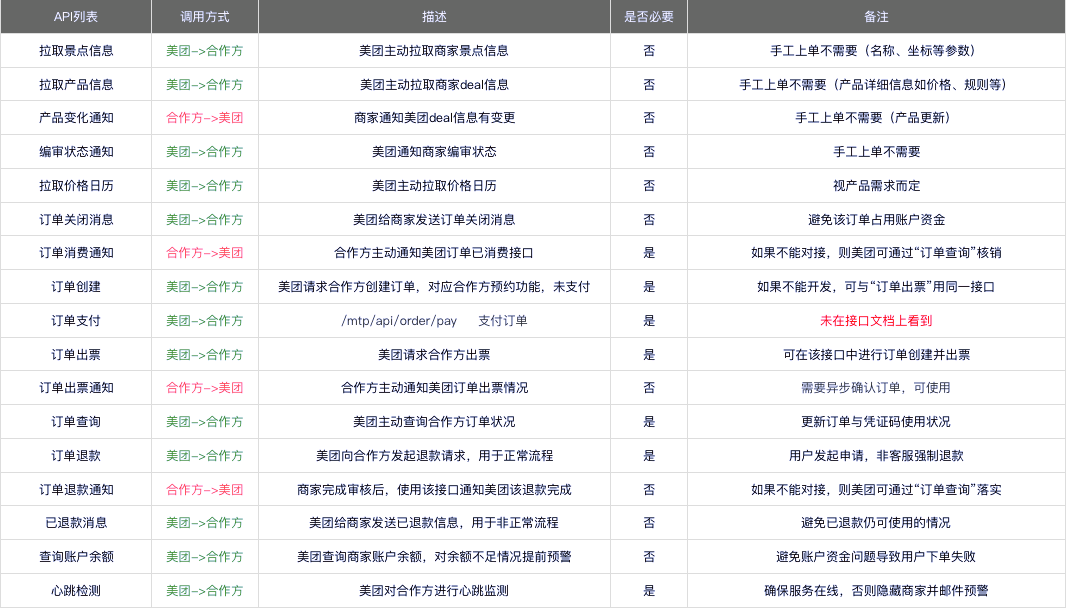 API列表 调用方式 描述 是否必要 备注
拉取景点信息 美团->合作方 美团主动拉取商家景点信息 否 手工上单不需要（名称、坐标等参数）
拉取产品信息 美团->合作方 美团主动拉取商家deal信息 否 手工上单不需要（产品详细信息如价格、规则等）
产品变化通知 合作方->美团 商家通知美团deal信息有变更 否 手工上单不需要（产品更新）
编审状态通知 美团->合作方 美团通知商家编审状态 否 手工上单不需要
拉取价格日历 美团->合作方 美团主动拉取价格日历 否 视产品需求而定
订单关闭消息 美团->合作方 美团给商家发送订单关闭消息 否 避免该订单占用账户资金
订单消费通知 合作方->美团 合作方主动通知美团订单已消费接口 是 如果不能对接，则美团可通过“订单查询”核销
订单创建 美团->合作方 美团请求合作方创建订单，对应合作方预约功能，未支付 是 如果不能开发，可与“订单出票”用同一接口
订单支付 美团->合作方 /mtp/api/order/pay 支付订单 是 未在接口文档上看到
订单出票 美团->合作方 美团请求合作方出票 是 可在该接口中进行订单创建并出票
订单出票通知 合作方->美团 合作方主动通知美团订单出票情况 否 需要异步确认订单，可使用
订单查询 美团->合作方 美团主动查询合作方订单状况 是 更新订单与凭证码使用状况
订单退款 美团->合作方 美团向合作方发起退款请求，用于正常流程 是 用户发起申请，非客服强制退款
订单退款通知 合作方->美团 商家完成审核后，使用该接口通知美团该退款完成 否 如果不能对接，则美团可通过“订单查询”落实
已退款消息 美团->合作方 美团给商家发送已退款信息，用于非正常流程 否 避免已退款仍可使用的情况
查询账户余额 美团->合作方 美团查询商家账户余额，对余额不足情况提前预警 否 避免账户资金问题导致用户下单失败
心跳检测 美团->合作方 美团对合作方进行心跳监测 是 确保服务在线，否则隐藏商家并邮件预警